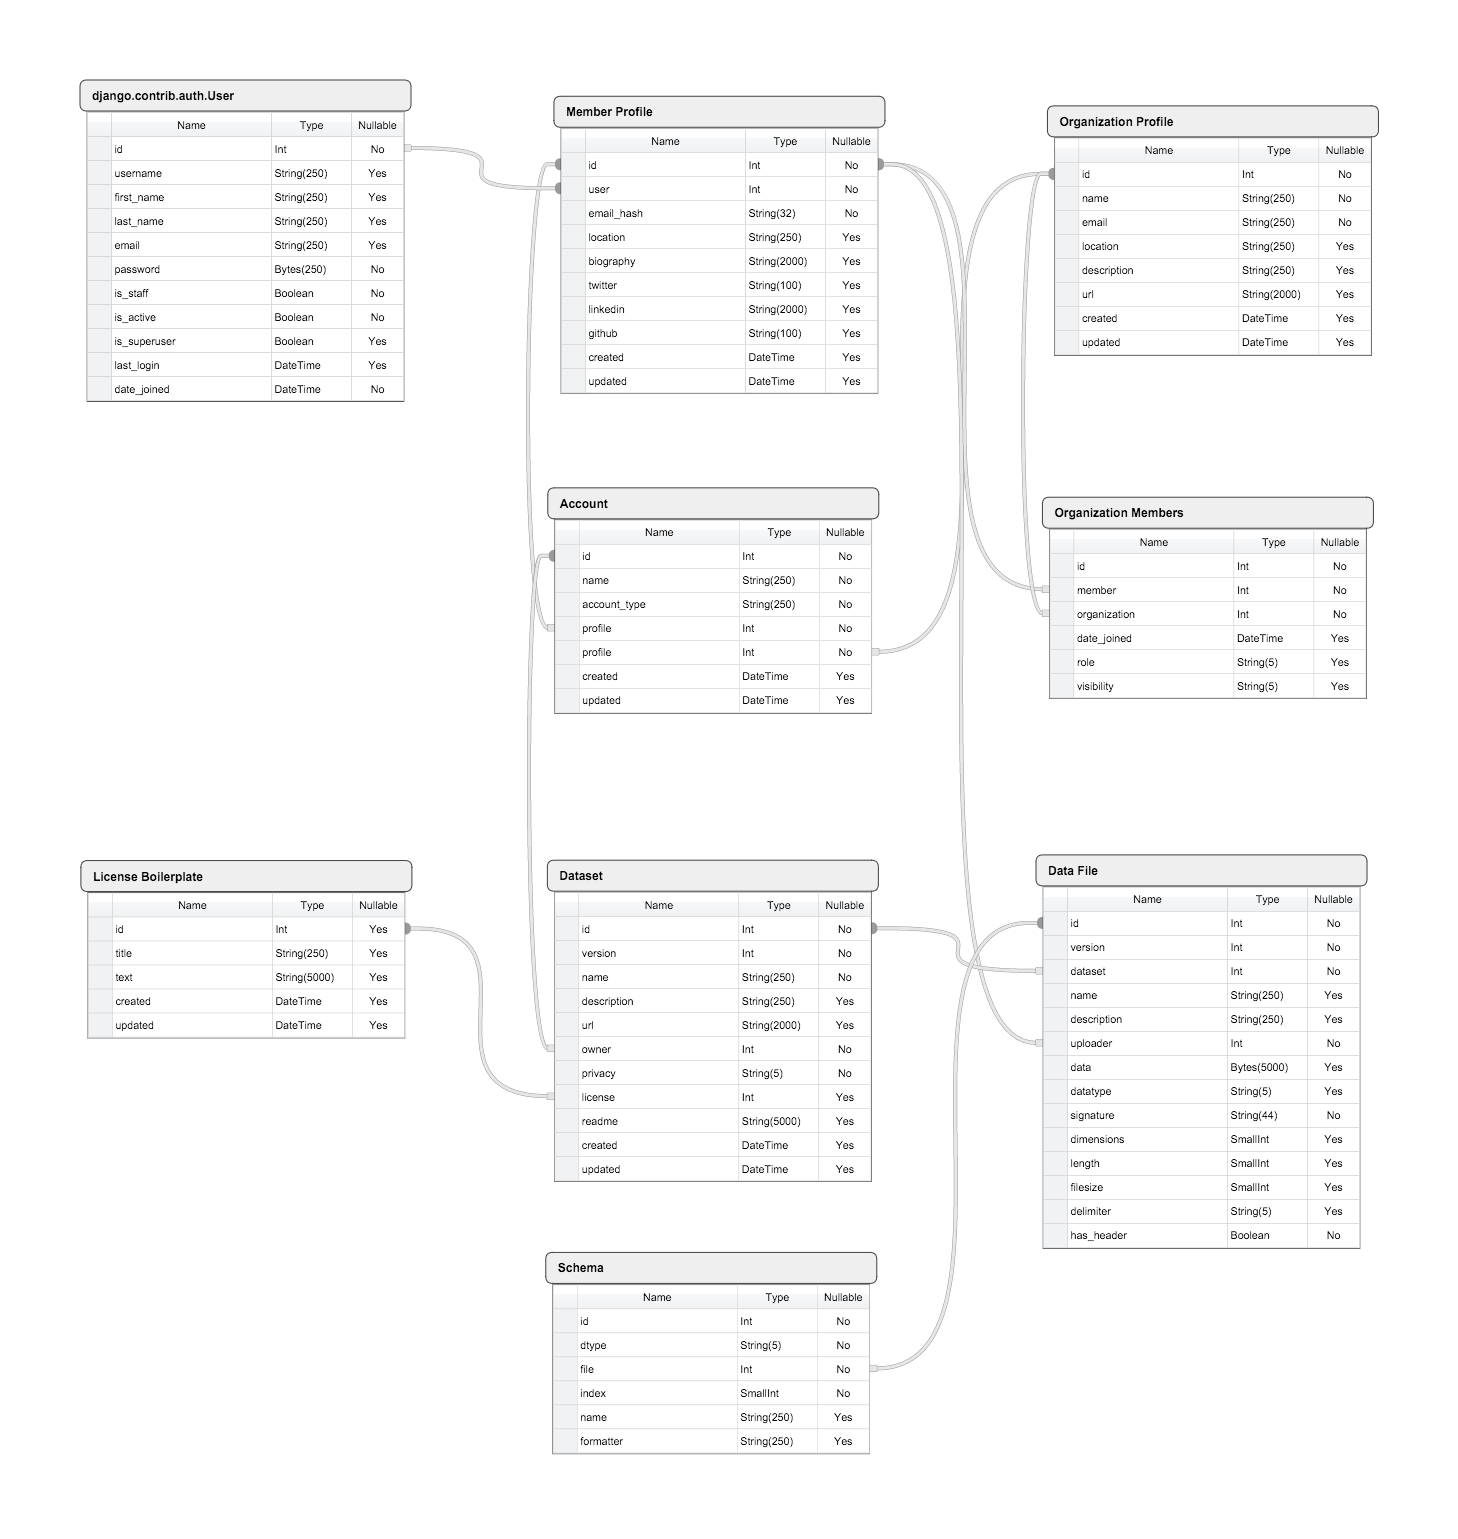 django.contrib.auth.User
Name Type Nullable
id Int No
username String(250) Yes
first_name String(250) Yes
last_name String(250) Yes
email String(250) Yes
password Bytes(250) No
is_staff Boolean No
is_active Boolean No
is_superuser Boolean Yes
last_login DateTime Yes
date_joined DateTime No
Member Profile
Name Type Nullable
id Int No
user Int No
email_hash String(32) No
location String(250) Yes
biography String(2000) Yes
twitter String(100) Yes
linkedin String(2000) Yes
github String(100) Yes
created DateTime Yes
updated DateTime Yes
Organization Profile
Name Type Nullable
id Int No
name String(250) No
email String(250) No
location String(250) Yes
description String(250) Yes
url String(2000) Yes
created DateTime Yes
updated DateTime Yes
Account
Name Type Nullable
id Int No
name String(250) No
account_type String(250) No
profile Int No
profile Int No
created DateTime Yes
updated DateTime Yes
Organization Members
Name Type Nullable
id Int No
member Int No
organization Int No
date_joined DateTime Yes
role String(5) Yes
visibility String(5) Yes
License Boilerplate
Name Type Nullable
id Int Yes
title String(250) Yes
text String(5000) Yes
created DateTime Yes
updated DateTime Yes
Dataset
Name Type Nullable
id Int No
version Int No
name String(250) No
description String(250) Yes
url String(2000) Yes
owner Int No
privacy String(5) No
license Int Yes
readme String(5000) Yes
created DateTime Yes
updated DateTime Yes
Data File
Name Type Nullable
id Int No
version Int No
dataset Int No
name String(250) Yes
description String(250) Yes
uploader Int No
data Bytes(5000) Yes
datatype String(5) Yes
signature String(44) No
dimensions SmallInt Yes
length SmallInt Yes
filesize SmallInt Yes
delimiter String(5) Yes
has_header Boolean No
Schema
Name Type Nullable
id Int No
dtype String(5) No
file Int No
index SmallInt No
name String(250) Yes
formatter String(250) Yes